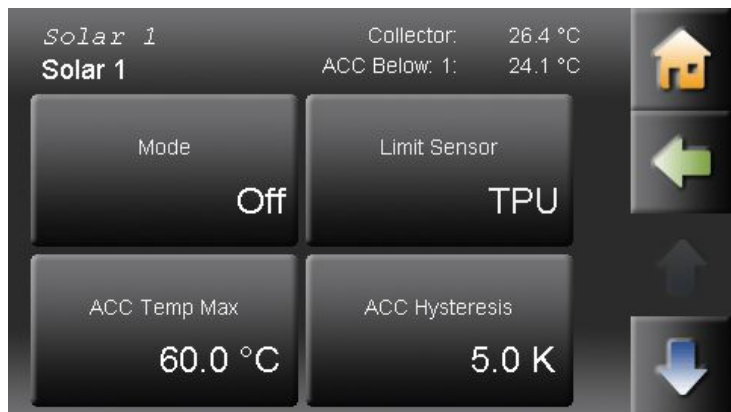 Solar 1 Collector: 26.4 °C
Solar 1 ACC Below: 1: 24.1 °C
Mode Limit Sensor
Off TPU
ACC Temp Max ACC Hysteresis
60.0 °C 5.0 K